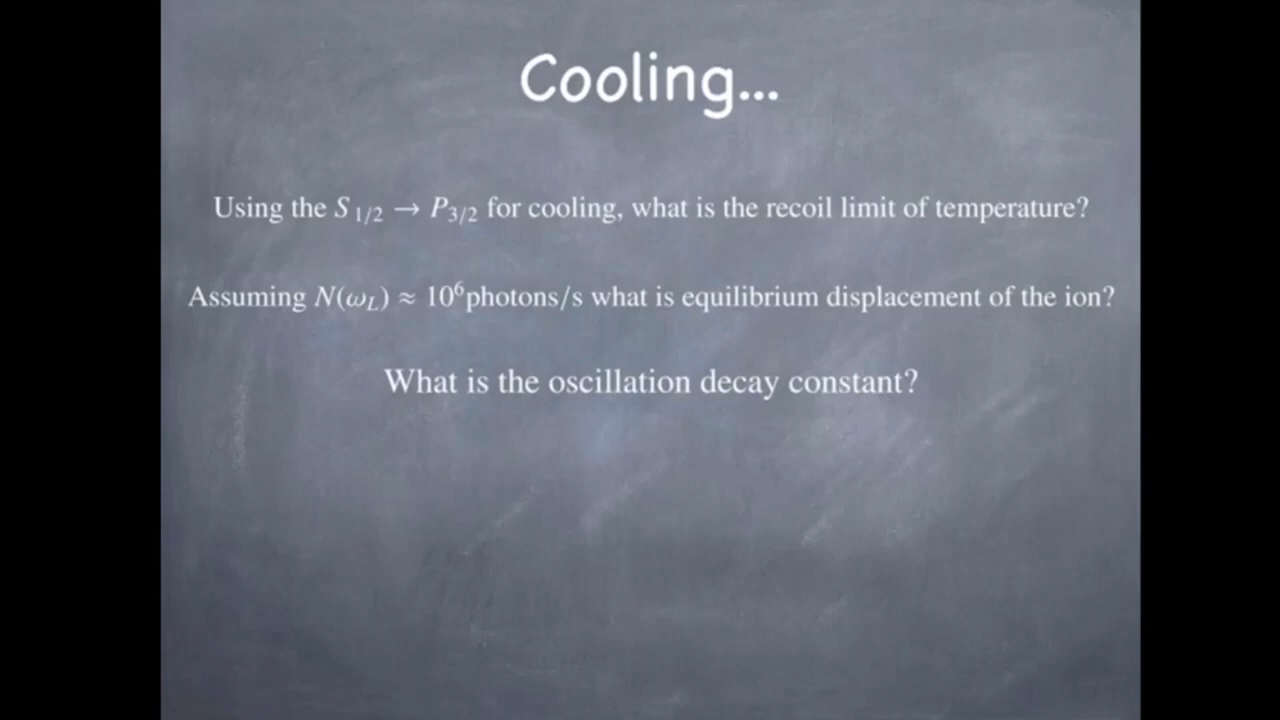 Cooling...
Using the S 1/2 → P3/2 for cooling, what is the recoil limit of temperature?
Assuming N(ωL) ≈ 10⁶photons/s what is equilibrium displacement of the ion?
What is the oscillation decay constant?